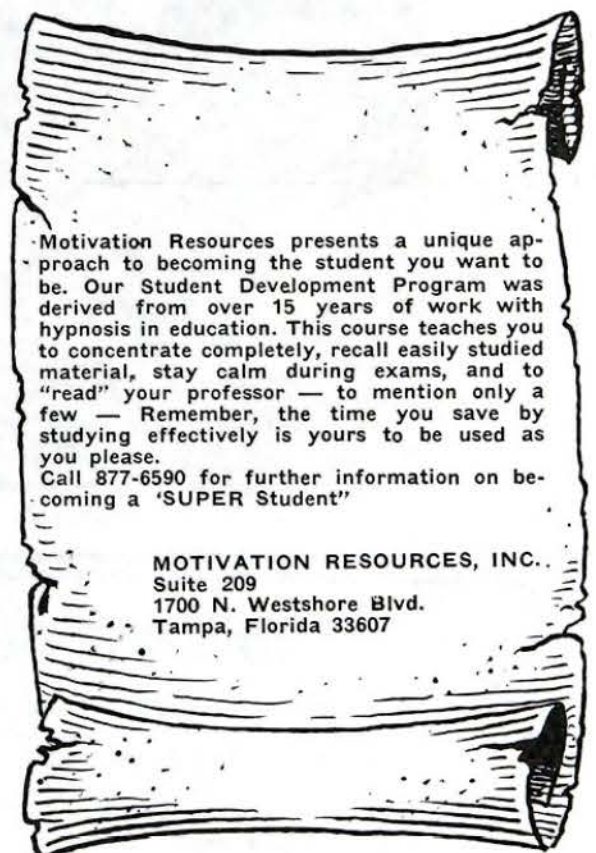 Motivation Resources presents a unique ap-
proach to becoming the student you want to
be. Our Student Development Program was
derived from over 15 years of work with
hypnosis in education. This course teaches you
to concentrate completely, recall easily studied
material, stay calm during exams, and to
"read" your professor — to mention only a
few — Remember, the time you save by
studying effectively is yours to be used as
you please.
Call 877-6590 for further information on be-
coming a 'SUPER Student"
MOTIVATION RESOURCES, INC.
Suite 209
1700 N. Westshore Blvd.
Tampa, Florida 33607